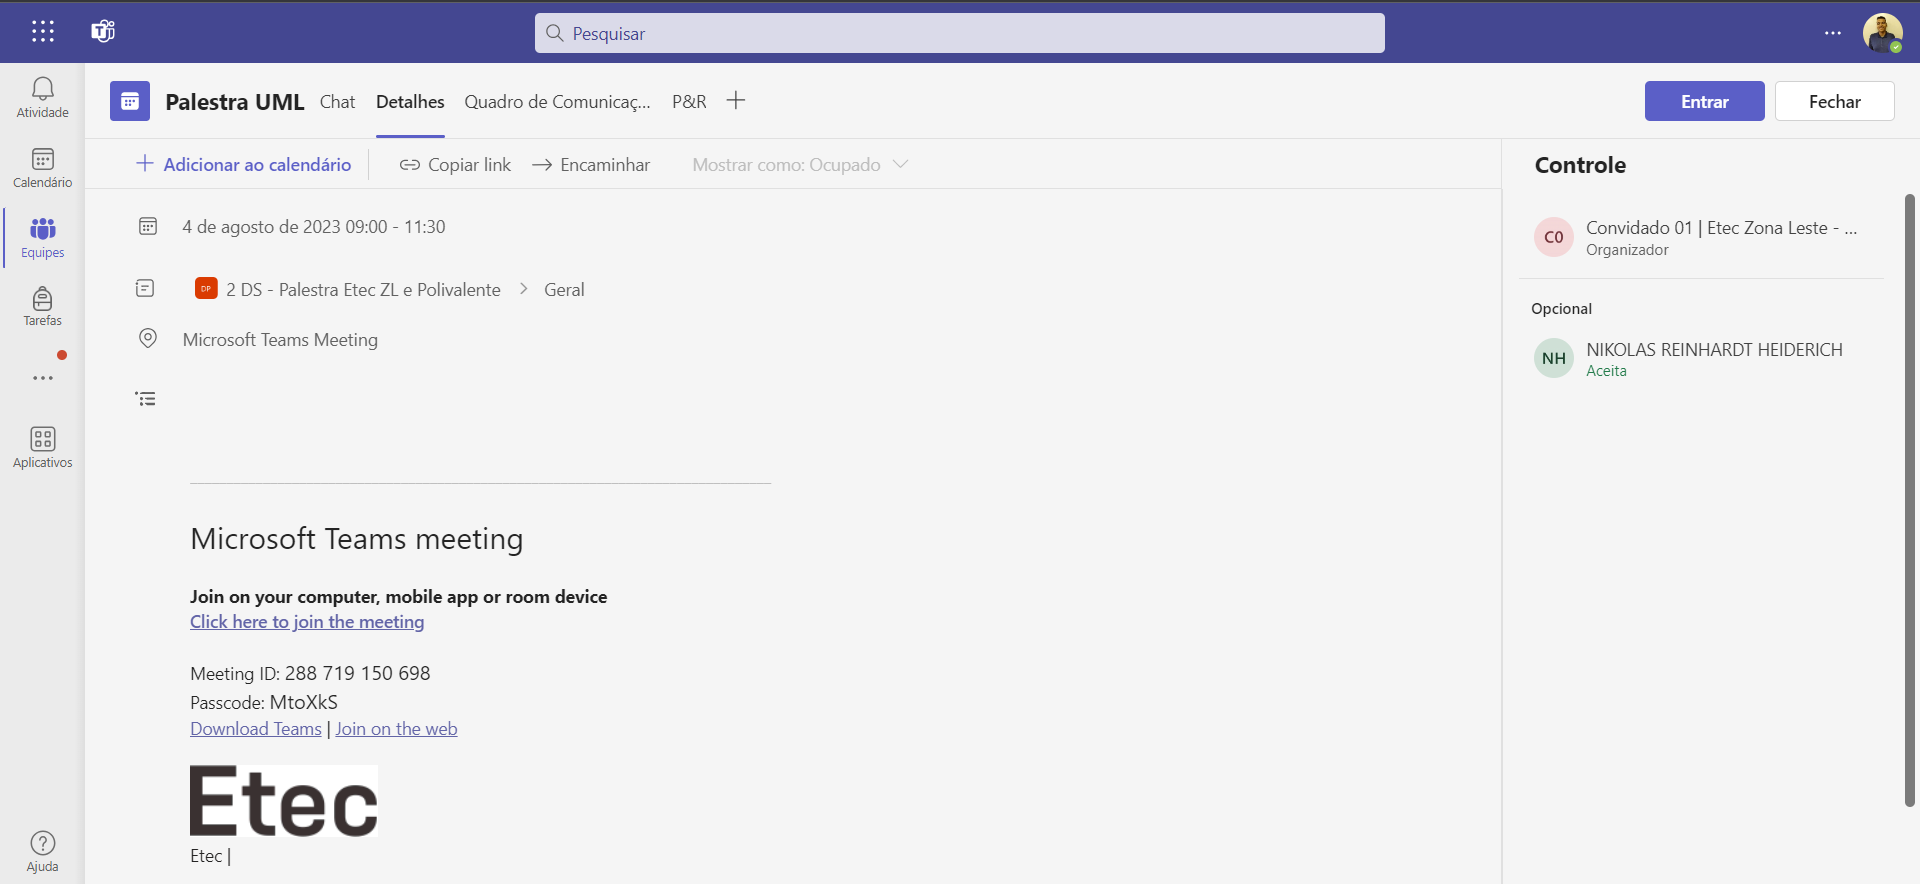 Pesquisar
Atividade
Calendário
Equipes
Tarefas
Aplicativos
Ajuda
Palestra UML Chat Detalhes Quadro de Comunicaç... P&R Entrar Fechar
Adicionar ao calendário Copiar link Encaminhar Mostrar como: Ocupado
4 de agosto de 2023 09:00 - 11:30
DP 2 DS - Palestra Etec ZL e Polivalente > Geral
Microsoft Teams Meeting
Microsoft Teams meeting
Join on your computer, mobile app or room device
Click here to join the meeting
Meeting ID: 288 719 150 698
Passcode: MtoXkS
Download Teams | Join on the web
Etec
Etec |
Controle
C0 Convidado 01 | Etec Zona Leste - ...
Organizador
Opcional
NH NIKOLAS REINHARDT HEIDERICH
Aceita